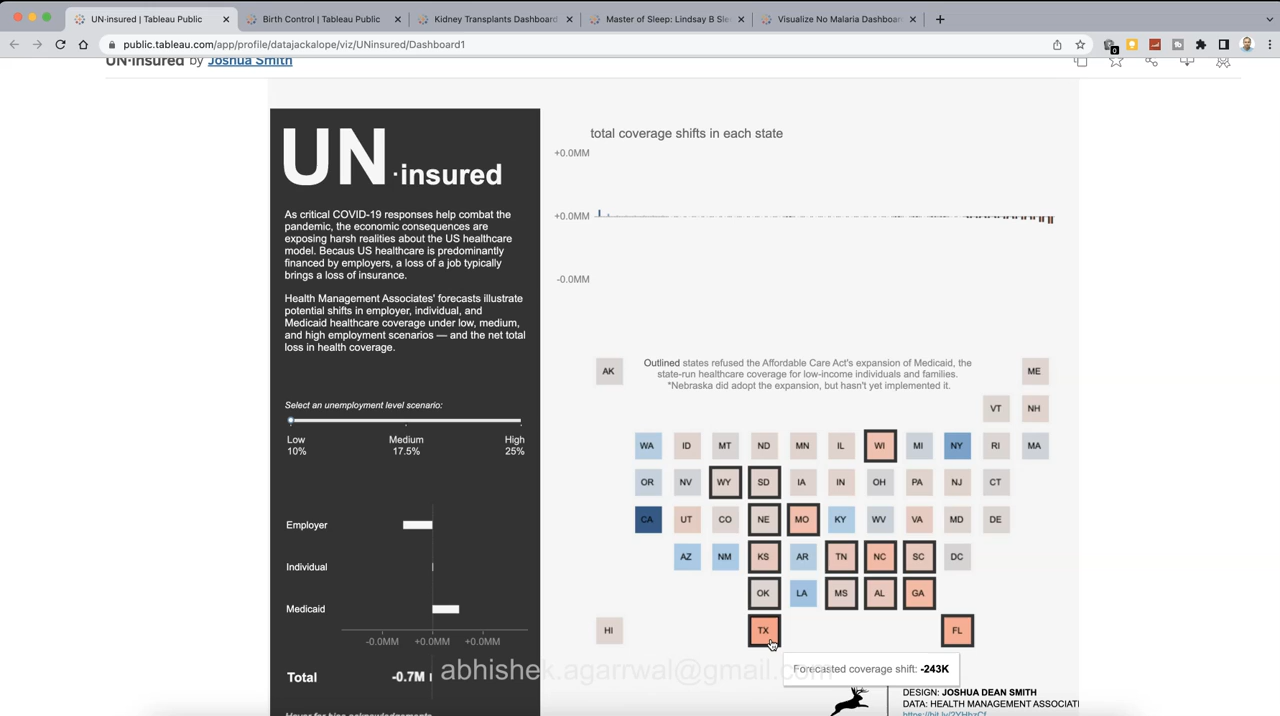 UN-insured | Tableau Public
Birth Control | Tableau Public
Kidney Transplants Dashboard
Master of Sleep: Lindsay B Sle
Visualize No Malaria Dashboar
public.tableau.com/app/profile/datajackalope/viz/UNinsured/Dashboard1
0
UN·insured by Joshua Smith
UN·insured
As critical COVID-19 responses help combat the
pandemic, the economic consequences are
exposing harsh realities about the US healthcare
model. Becaus US healthcare is predominantly
financed by employers, a loss of a job typically
brings a loss of insurance.
Health Management Associates' forecasts illustrate
potential shifts in employer, individual, and
Medicaid healthcare coverage under low, medium,
and high employment scenarios — and the net total
loss in health coverage.
Select an unemployment level scenario:
Low Medium High
10% 17.5% 25%
Employer
Individual
Medicaid
-0.0MM +0.0MM +0.0MM
Total -0.7M
total coverage shifts in each state
+0.0MM
+0.0MM
-0.0MM
Outlined states refused the Affordable Care Act's expansion of Medicaid, the
state-run healthcare coverage for low-income individuals and families.
*Nebraska did adopt the expansion, but hasn't yet implemented it.
AK ME
VT NH
WA ID MT ND MN IL WI MI NY RI MA
OR NV WY SD IA IN OH PA NJ CT
CA UT CO NE MO KY WV VA MD DE
AZ NM KS AR TN NC SC DC
OK LA MS AL GA
HI TX FL
Forecasted coverage shift: -243K
abhishek.agarrwal@gmail.com
DESIGN: JOSHUA DEAN SMITH
DATA: HEALTH MANAGEMENT ASSOCIAT